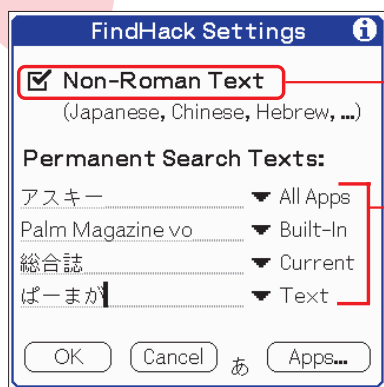 FindHack Settings i
Non-Roman Text
(Japanese, Chinese, Hebrew, ...)
Permanent Search Texts:
アスキー All Apps
Palm Magazine vo Built-In
総合誌 Current
ぱーまが Text
OK Cancel あ Apps...